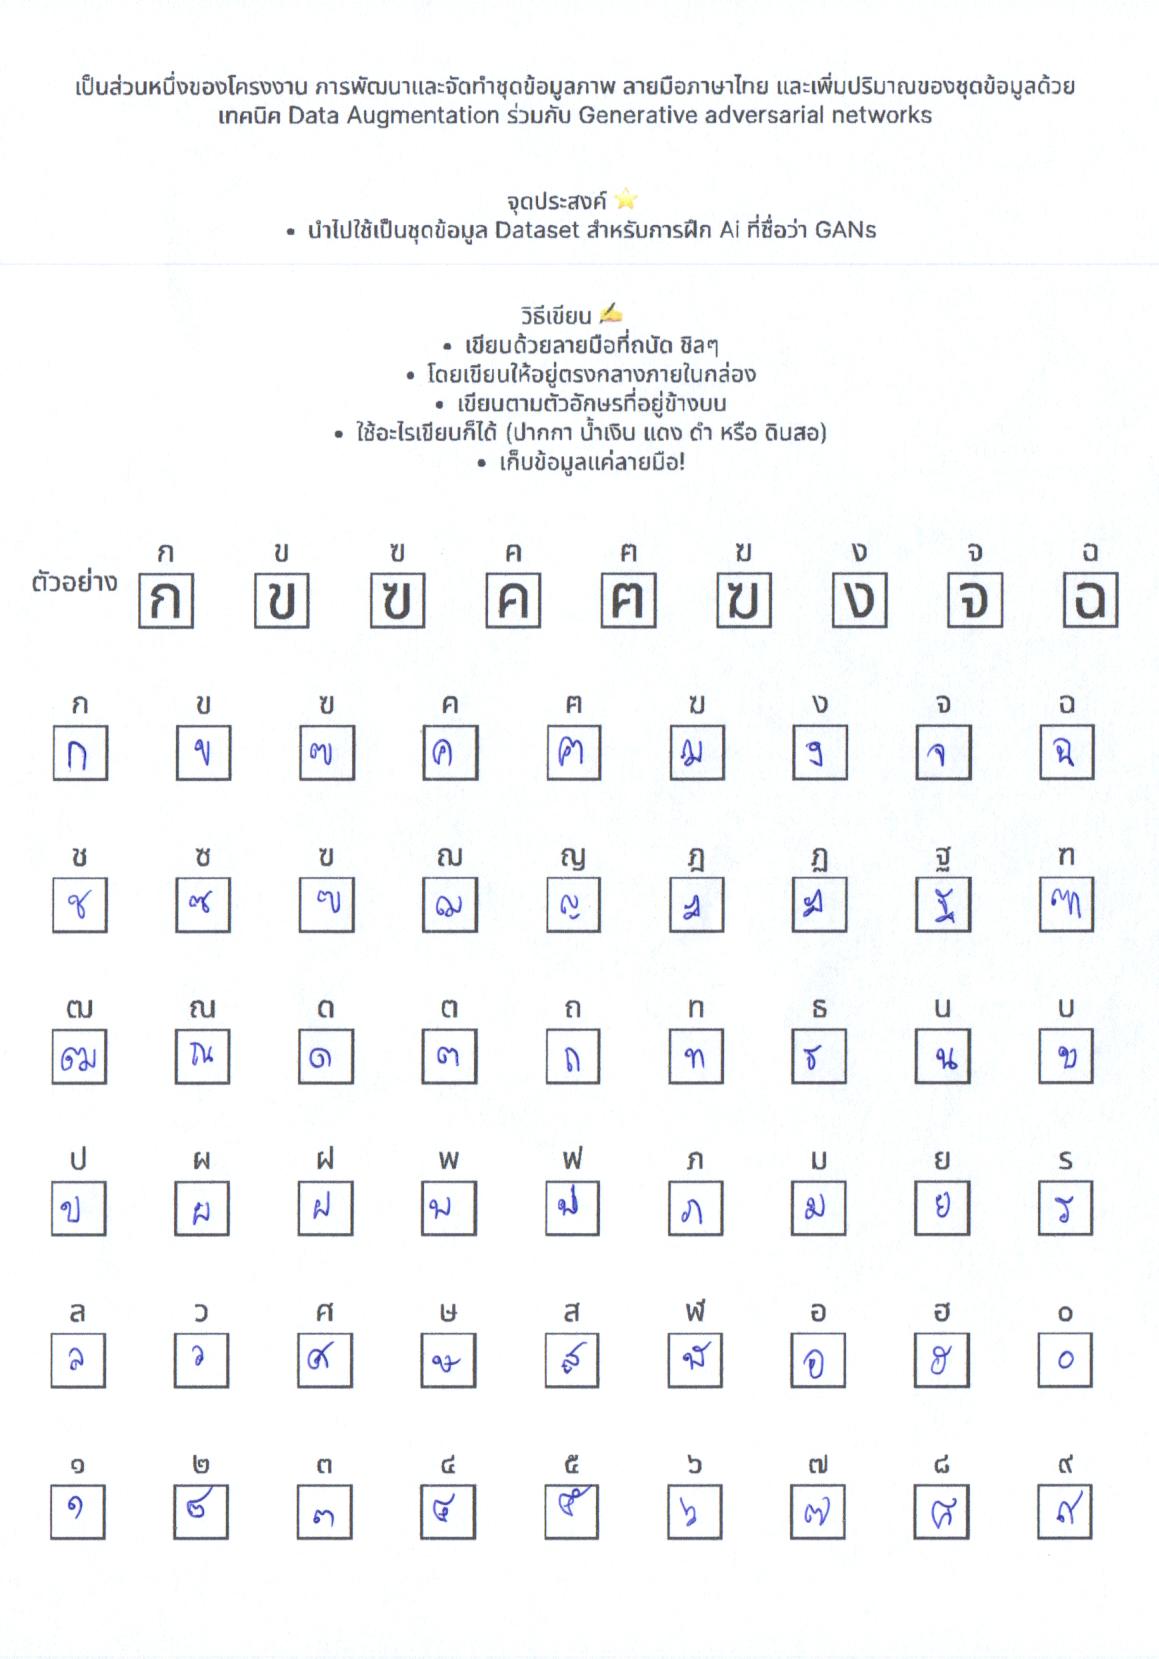 เป็นส่วนหนึ่งของโครงงาน การพัฒนาและจัดทำชุดข้อมูลภาพ ลายมือภาษาไทย และเพิ่มปริมาณของชุดข้อมูลด้วย
เทคนิค Data Augmentation ร่วมกับ Generative adversarial networks
จุดประสงค์ ⭐
• นำไปใช้เป็นชุดข้อมูล Dataset สำหรับการฝึก Ai ที่ชื่อว่า GANs
วิธีเขียน ✍
• เขียนด้วยลายมือที่ถนัด ชิลๆ
• โดยเขียนให้อยู่ตรงกลางภายในกล่อง
• เขียนตามตัวอักษรที่อยู่ข้างบน
• ใช้อะไรเขียนก็ได้ (ปากกา น้ำเงิน แดง ดำ หรือ ดินสอ)
• เก็บข้อมูลแค่ลายมือ!
ก ข ฃ ค ฅ ฆ ง จ ฉ
ตัวอย่าง ก ข ฃ ค ฅ ฆ ง จ ฉ
ก ข ฃ ค ฅ ฆ ง จ ฉ
ก ข ฃ ค ฅ ฆ ง จ ฉ
ช ซ ฃ ฌ ญ ฎ ฏ ฐ ฑ
ช ซ ฃ ฌ ญ ฎ ฏ ฐ ฑ
ฒ ณ ด ต ถ ท ธ น บ
ฒ ณ ด ต ถ ท ธ น บ
ป ผ ฝ พ ฟ ภ ม ย ร
ป ผ ฝ พ ฟ ภ ม ย ร
ล ว ศ ษ ส ฬ อ ฮ ๐
ล ว ศ ษ ส ฬ อ ฮ ๐
๑ ๒ ๓ ๔ ๕ ๖ ๗ ๘ ๙
๑ ๒ ๓ ๔ ๕ ๖ ๗ ๘ ๙